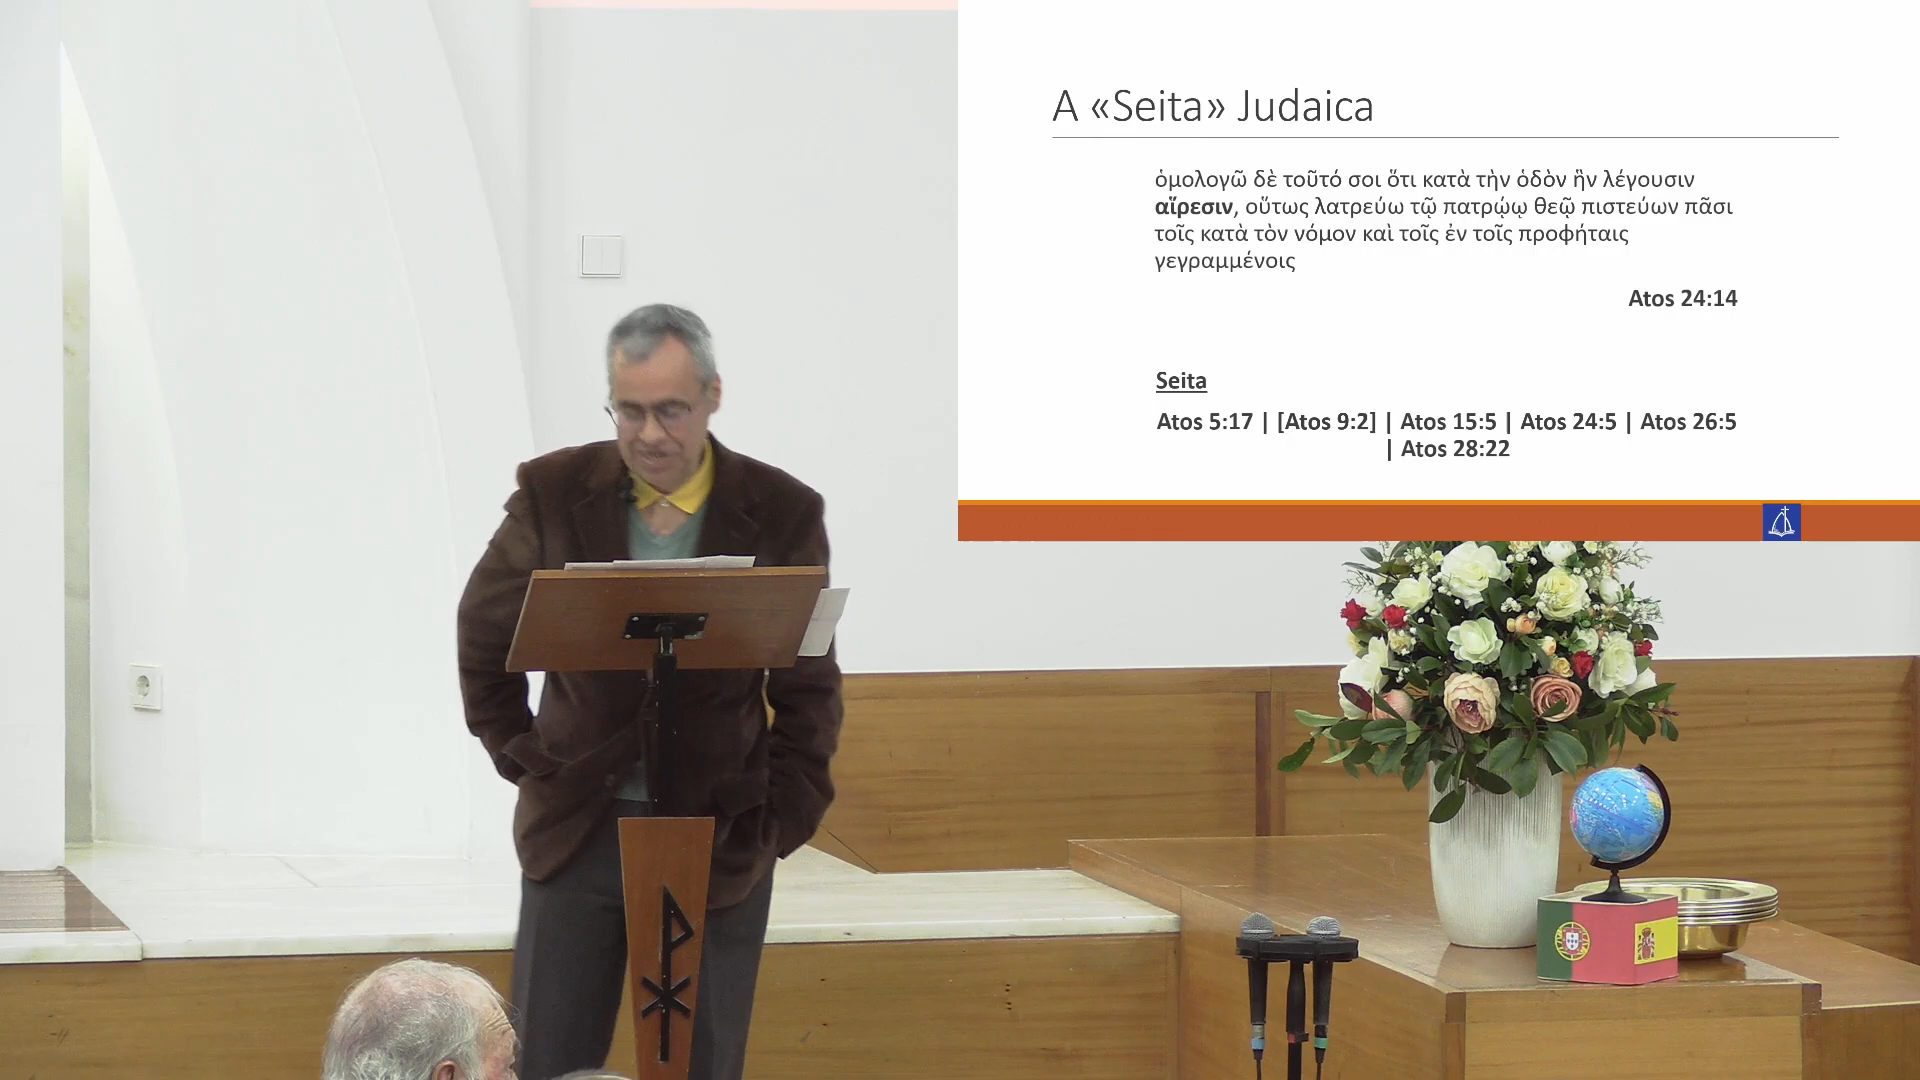 A «Seita» Judaica
ὁμολογῶ δὲ τοῦτό σοι ὅτι κατὰ τὴν ὁδὸν ἣν λέγουσιν
αἵρεσιν, οὕτως λατρεύω τῷ πατρῴῳ θεῷ πιστεύων πᾶσι
τοῖς κατὰ τὸν νόμον καὶ τοῖς ἐν τοῖς προφήταις
γεγραμμένοις
Atos 24:14
Seita
Atos 5:17 | [Atos 9:2] | Atos 15:5 | Atos 24:5 | Atos 26:5
| Atos 28:22